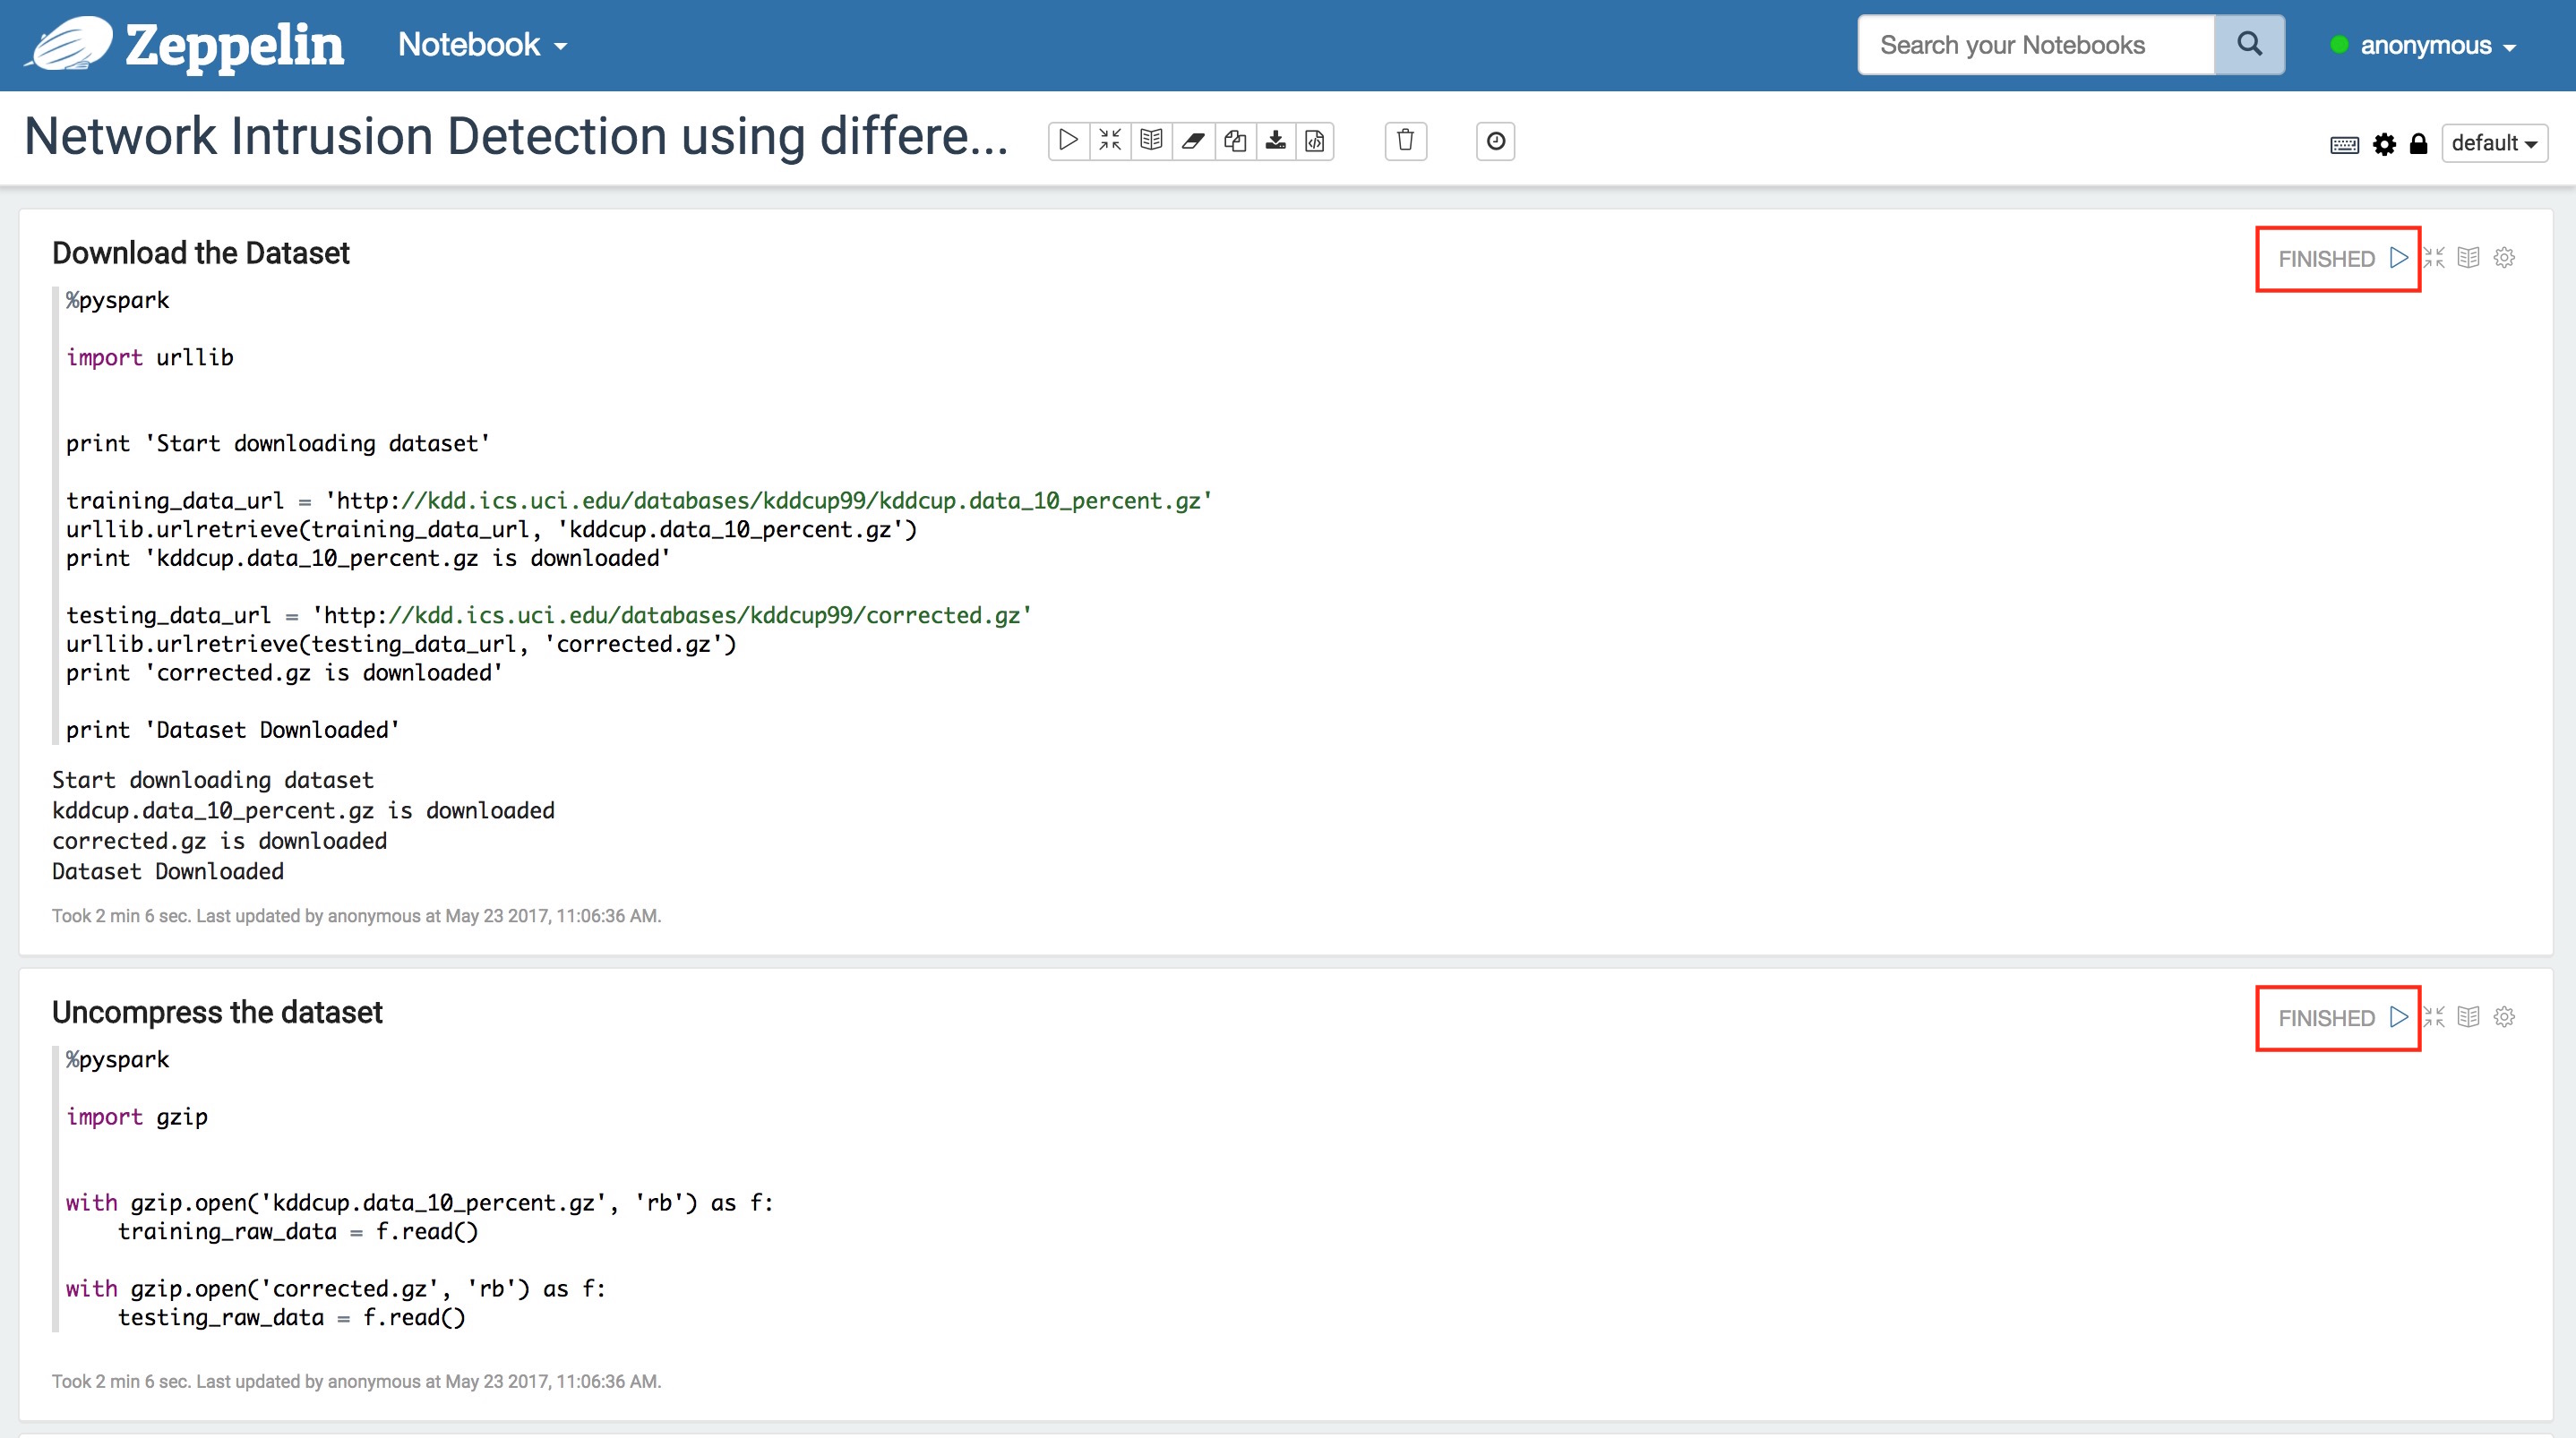 Zeppelin Notebook Search your Notebooks anonymous
Network Intrusion Detection using differe... default
Download the Dataset FINISHED
%pyspark
import urllib
print 'Start downloading dataset'
training_data_url = 'http://kdd.ics.uci.edu/databases/kddcup99/kddcup.data_10_percent.gz'
urllib.urlretrieve(training_data_url, 'kddcup.data_10_percent.gz')
print 'kddcup.data_10_percent.gz is downloaded'
testing_data_url = 'http://kdd.ics.uci.edu/databases/kddcup99/corrected.gz'
urllib.urlretrieve(testing_data_url, 'corrected.gz')
print 'corrected.gz is downloaded'
print 'Dataset Downloaded'
Start downloading dataset
kddcup.data_10_percent.gz is downloaded
corrected.gz is downloaded
Dataset Downloaded
Took 2 min 6 sec. Last updated by anonymous at May 23 2017, 11:06:36 AM.
Uncompress the dataset FINISHED
%pyspark
import gzip
with gzip.open('kddcup.data_10_percent.gz', 'rb') as f:
    training_raw_data = f.read()
with gzip.open('corrected.gz', 'rb') as f:
    testing_raw_data = f.read()
Took 2 min 6 sec. Last updated by anonymous at May 23 2017, 11:06:36 AM.